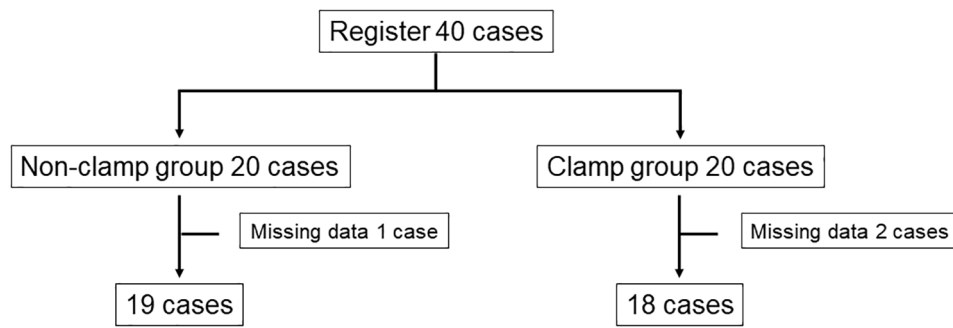 Register 40 cases
Non-clamp group 20 cases
Clamp group 20 cases
Missing data 1 case
Missing data 2 cases
19 cases
18 cases